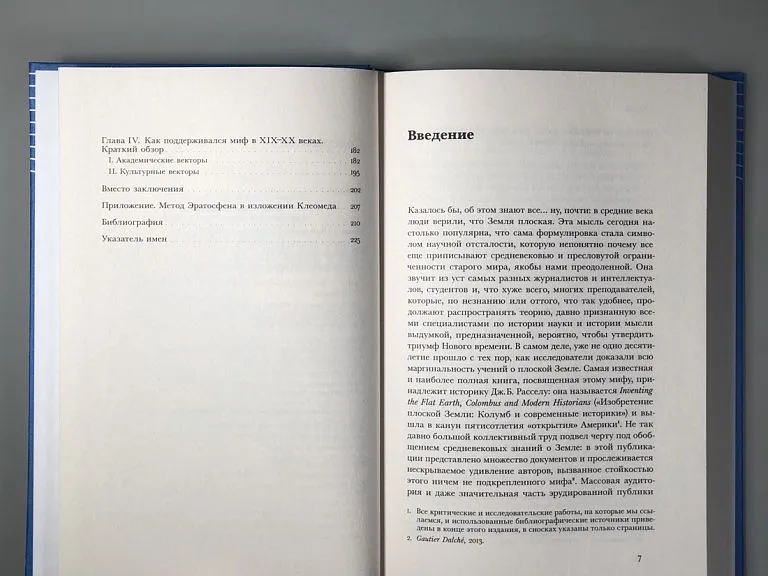 Глава IV. Как поддерживался миф в XIX–XX веках.
Краткий обзор 182
I. Академические векторы 182
II. Культурные векторы 195
Вместо заключения 202
Приложение. Метод Эратосфена в изложении Клеомеда 207
Библиография 210
Указатель имен 225
Введение
Казалось бы, об этом знают все... ну, почти: в средние века
люди верили, что Земля плоская. Эта мысль сегодня на-
столько популярна, что сама формулировка стала симво-
лом научной отсталости, которую непонятно почему все
еще приписывают средневековью и пресловутой ограни-
ченности старого мира, якобы нами преодоленной. Она
звучит из уст самых разных журналистов и интеллектуа-
лов, студентов и, что хуже всего, многих преподавателей,
которые, по незнанию или оттого, что так удобнее, про-
должают распространять теорию, давно признанную все-
ми специалистами по истории науки и истории мысли
выдумкой, предназначенной, вероятно, чтобы утвердить
триумф Нового времени. В самом деле, уже не одно десяти-
летие прошло с тех пор, как исследователи доказали всю
маргинальность учений о плоской Земле. Самая известная
и наиболее полная книга, посвященная этому мифу, при-
надлежит историку Дж. Б. Расселу: она называется Inventing
the Flat Earth, Colombus and Modern Historians («Изобретение
плоской Земли: Колумб и современные историки») и вы-
шла в канун пятисотлетия «открытия» Америки¹. Не так
давно большой коллективный труд подвел черту под обоб-
щением средневековых знаний о Земле: в этой публика-
ции представлено множество документов и прослеживается
нескрываемое удивление авторов, вызванное стойкостью
этого ничем не подкрепленного мифа². Массовая аудито-
рия и даже значительная часть эрудированной публики
1. Все критические и исследовательские работы, на которые мы ссы-
лаемся, и использованные библиографические источники приве-
дены в конце этого издания, в сносках указаны только страницы.
2. Gautier Dalché, 2013.
7